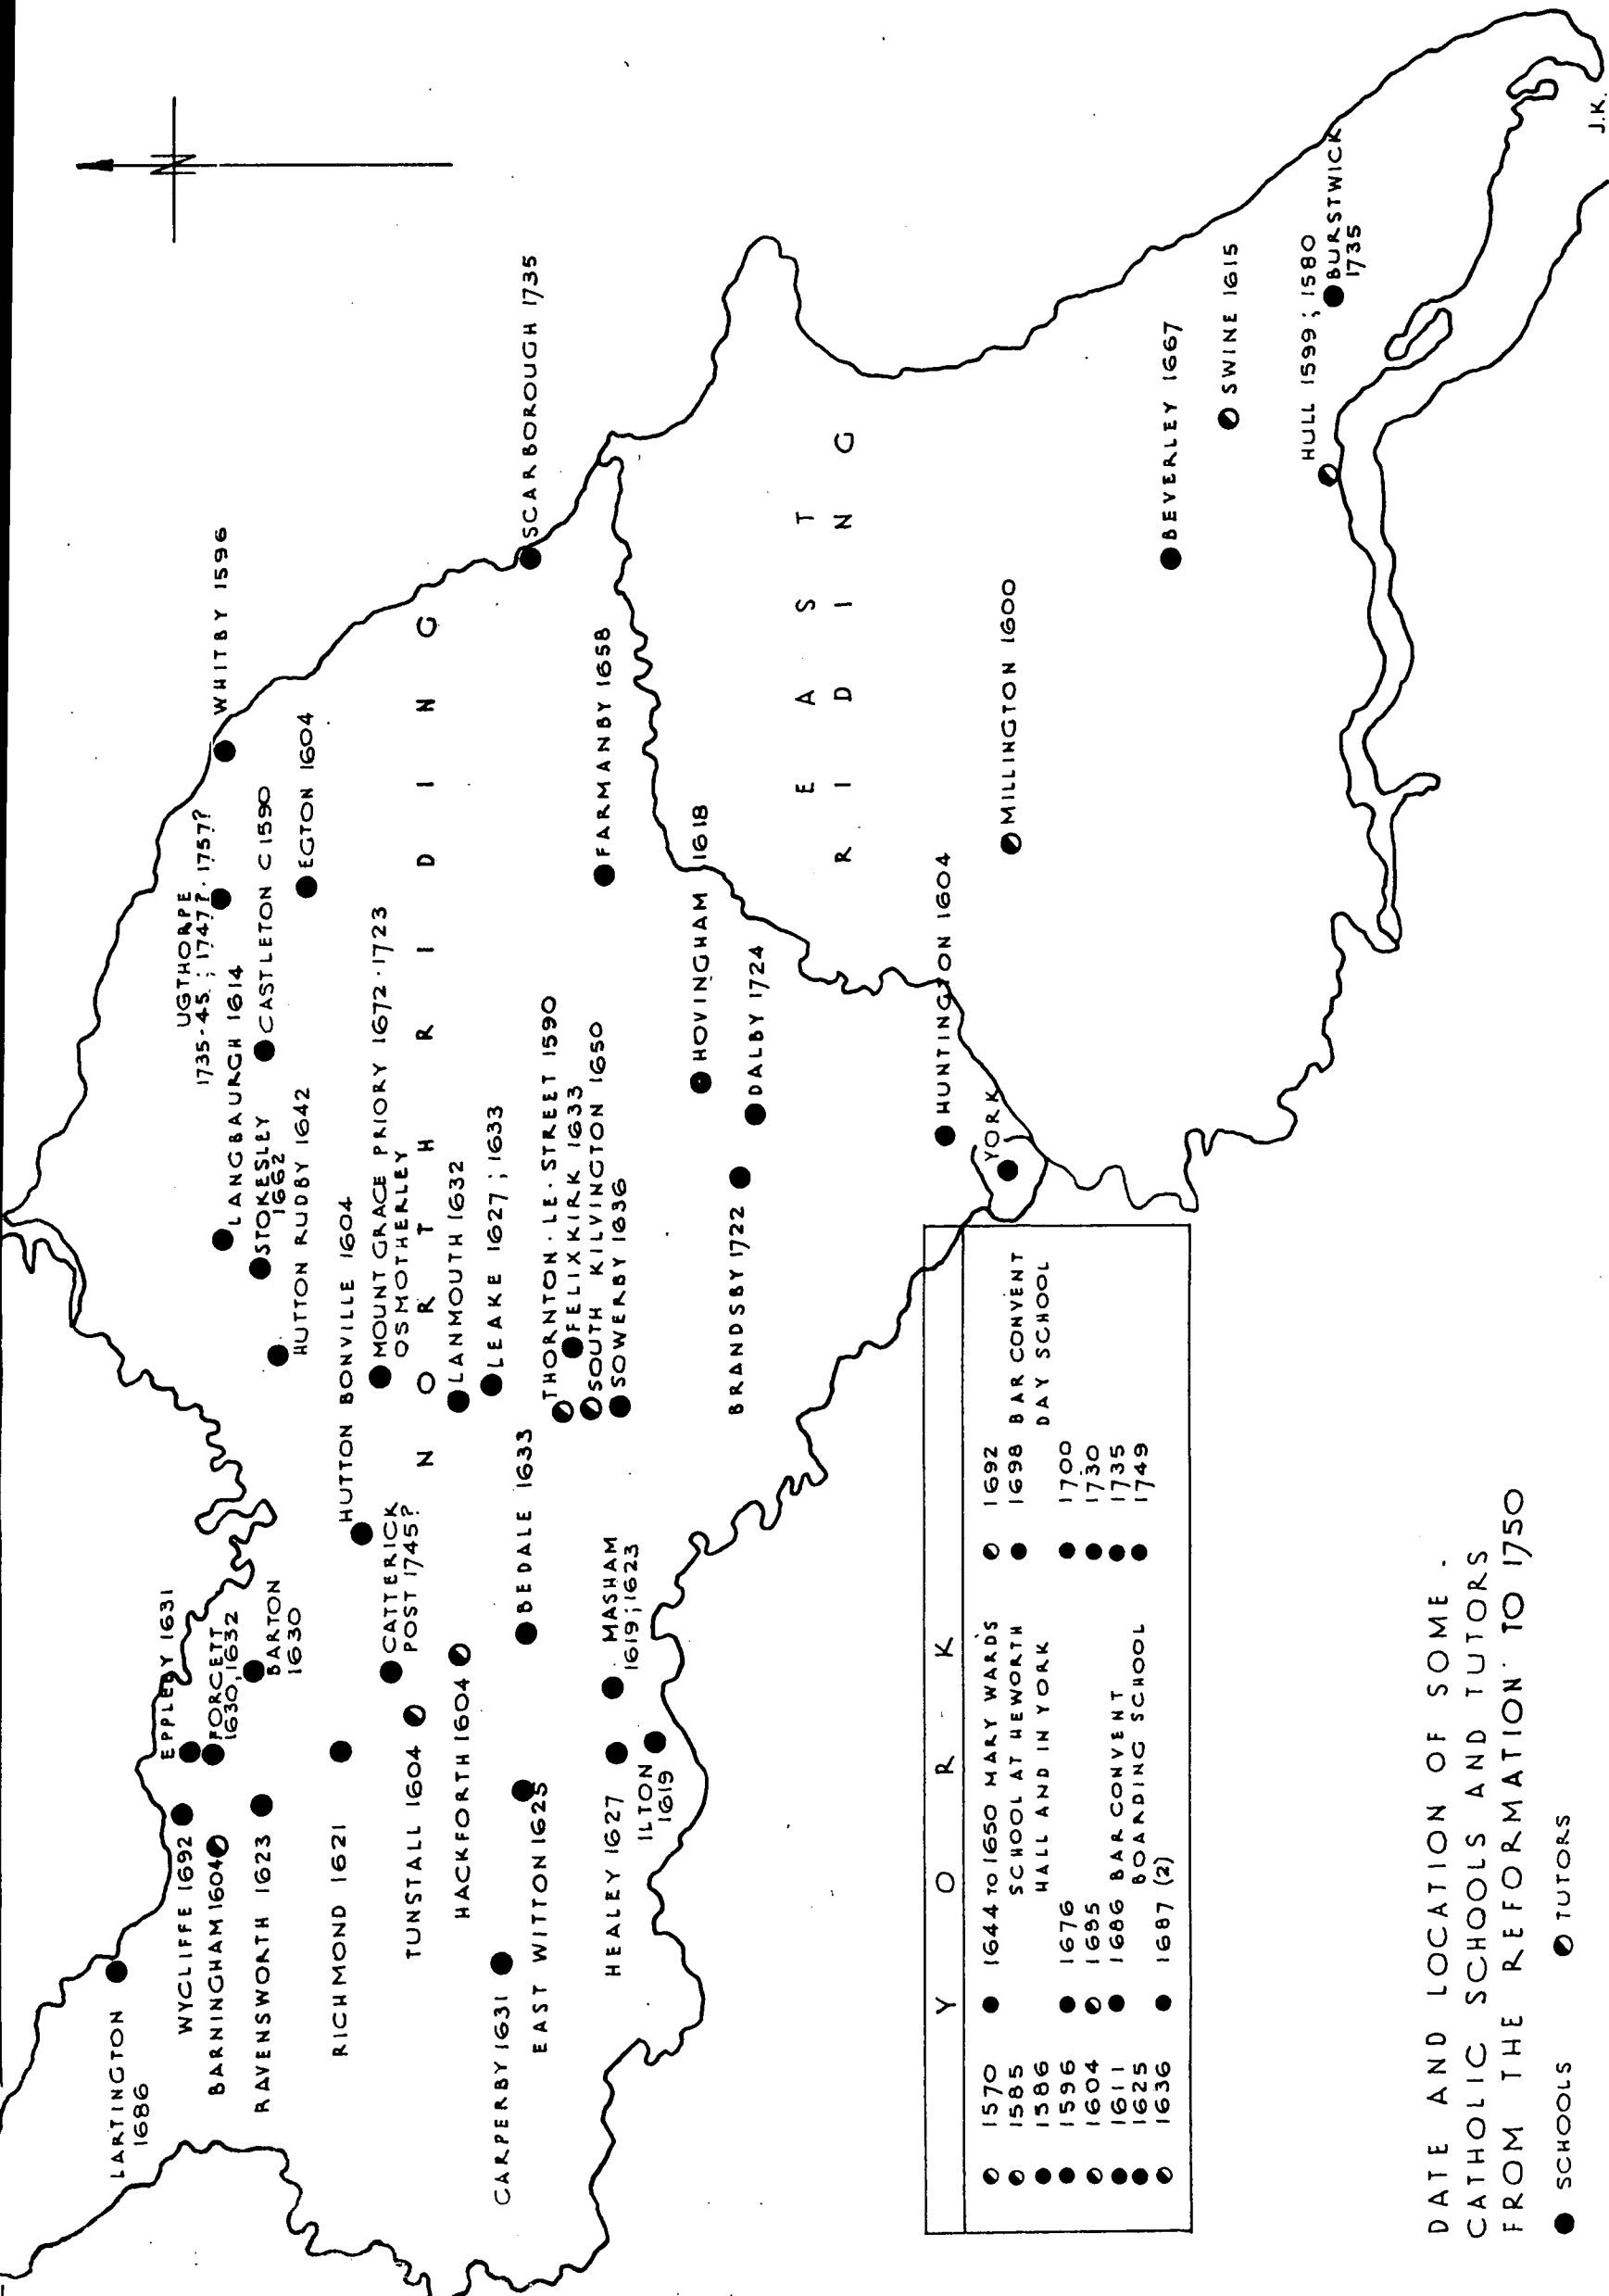 N
LARTINGTON
1686
WYCLIFFE 1692
BARNINGHAM 1604
RAVENSWORTH 1623
RICHMOND 1621
EPPLEBY 1631
FORCETT
1630, 1632
BARTON
1630
TUNSTALL 1604
HACKFORTH 1604
CATTERICK
POST 1745?
CARPERBY 1631
EAST WITTON 1625
BEDALE 1633
HEALEY 1627
ILTON
1619
MASHAM
1619; 1623
UGTHORPE
1735-45; 1747?. 1757?
WHITBY 1596
LANGBAURGH 1614
STOKESLEY
1662
CASTLETON C1590
EGTON 1604
HUTTON RUDBY 1642
HUTTON BONVILLE 1604
MOUNT GRACE PRIORY 1672-1723
OSMOTHERLEY
NORTH RIDING
LANMOUTH 1632
LEAKE 1627; 1633
SCARBOROUGH 1735
THORNTON-LE-STREET 1590
FELIXKIRK 1633
SOUTH KILVINGTON 1650
SOWERBY 1636
FARMANBY 1658
HOVINGHAM 1618
BRANDSBY 1722
DALBY 1724
EAST
RIDING
HUNTINGTON 1604
YORK
MILLINGTON 1600
BEVERLEY 1667
SWINE 1615
HULL 1599; 1580
BURSTWICK
1735
J.K.
YORK
1570
1585
1586
1596
1604
1611
1625
1636
1644 TO 1650 MARY WARDS
SCHOOL AT HEWORTH
HALL AND IN YORK
1676
1685
1686 BAR CONVENT
BOARDING SCHOOL
1687 (2)
1692
1698 BAR CONVENT
DAY SCHOOL
1700
1730
1735
1749
DATE AND LOCATION OF SOME
CATHOLIC SCHOOLS AND TUTORS
FROM THE REFORMATION TO 1750
SCHOOLS TUTORS